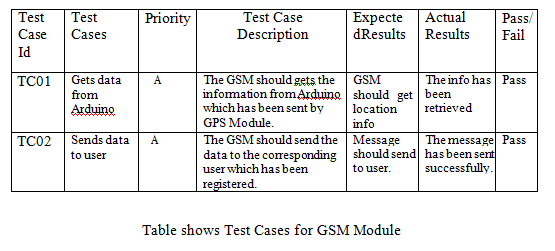 Test Case Id
Test Cases
Priority
Test Case Description
Expecte dResults
Actual Results
Pass/ Fail
TC01
Gets data from Arduino
A
The GSM should gets the information from Arduino which has been sent by GPS Module.
GSM should get location info
The info has been retrieved
Pass
TC02
Sends data to user
A
The GSM should send the data to the corresponding user which has been registered.
Message should send to user.
The message has been sent successfully.
Pass
Table shows Test Cases for GSM Module